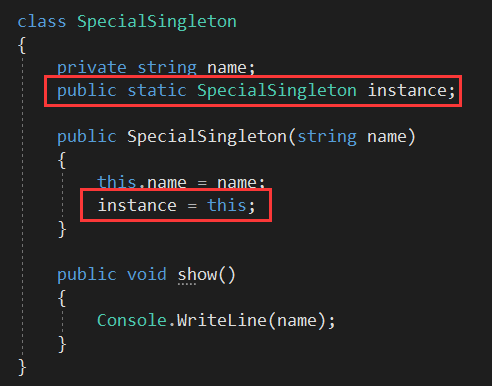 class SpecialSingleton
{
    private string name;
    public static SpecialSingleton instance;

    public SpecialSingleton(string name)
    {
        this.name = name;
        instance = this;
    }

    public void show()
    {
        Console.WriteLine(name);
    }
}